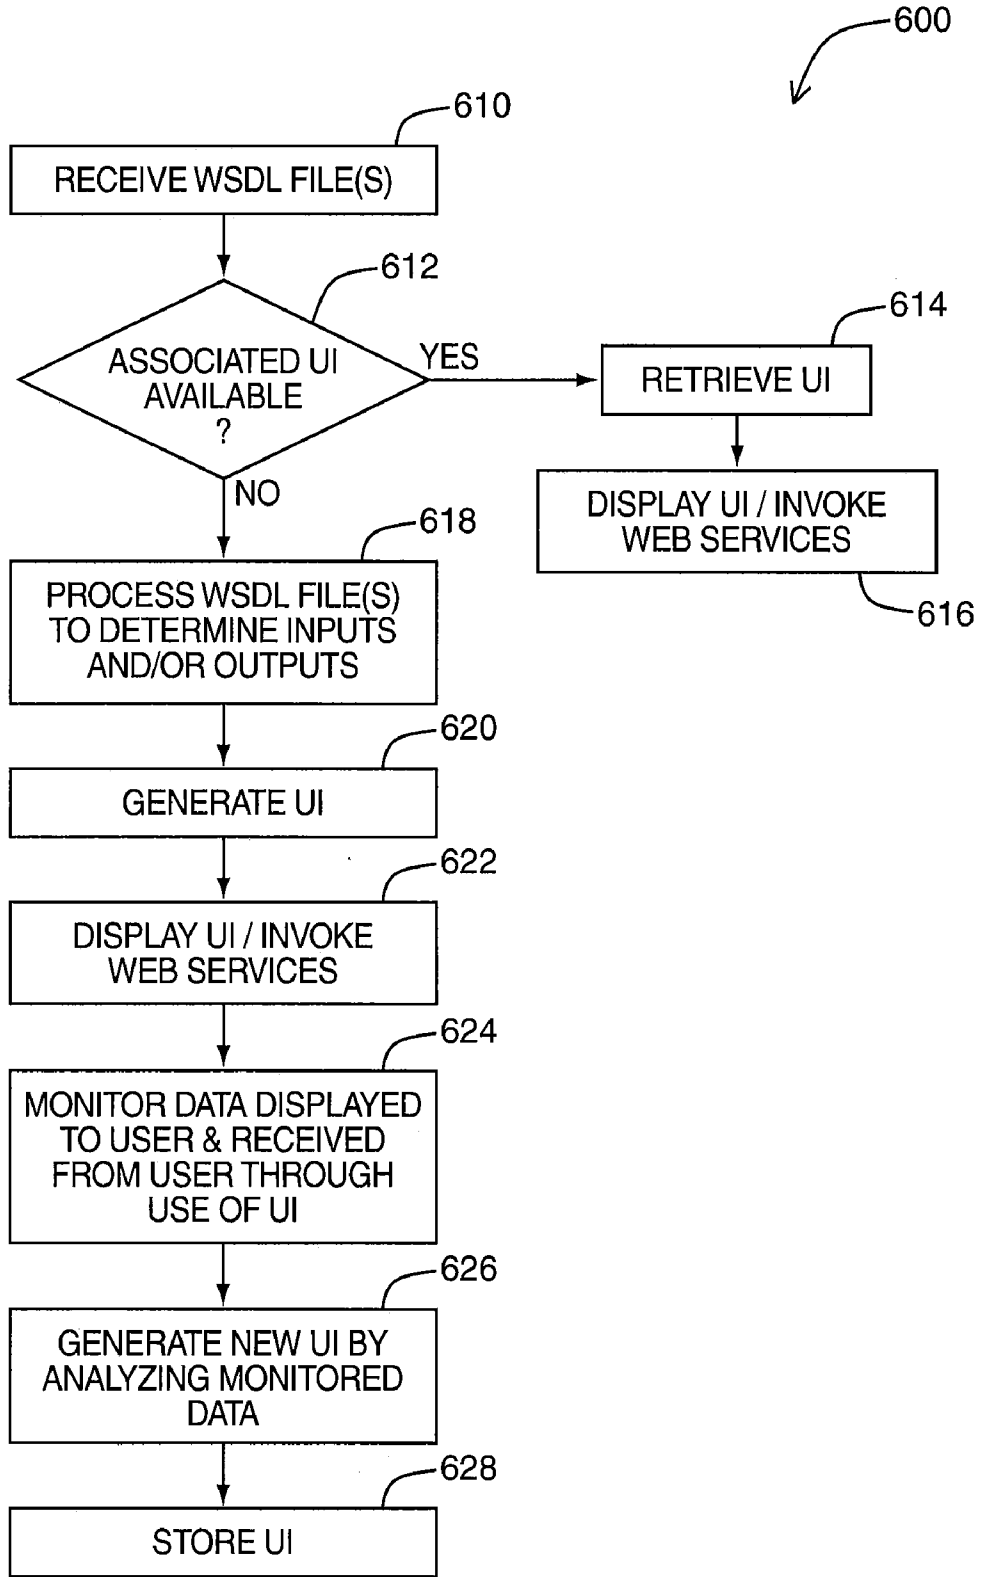 600
610
RECEIVE WSDL FILE(S)
612
ASSOCIATED UI
AVAILABLE
?
YES
614
RETRIEVE UI
DISPLAY UI / INVOKE
WEB SERVICES
616
NO
618
PROCESS WSDL FILE(S)
TO DETERMINE INPUTS
AND/OR OUTPUTS
620
GENERATE UI
622
DISPLAY UI / INVOKE
WEB SERVICES
624
MONITOR DATA DISPLAYED
TO USER & RECEIVED
FROM USER THROUGH
USE OF UI
626
GENERATE NEW UI BY
ANALYZING MONITORED
DATA
628
STORE UI